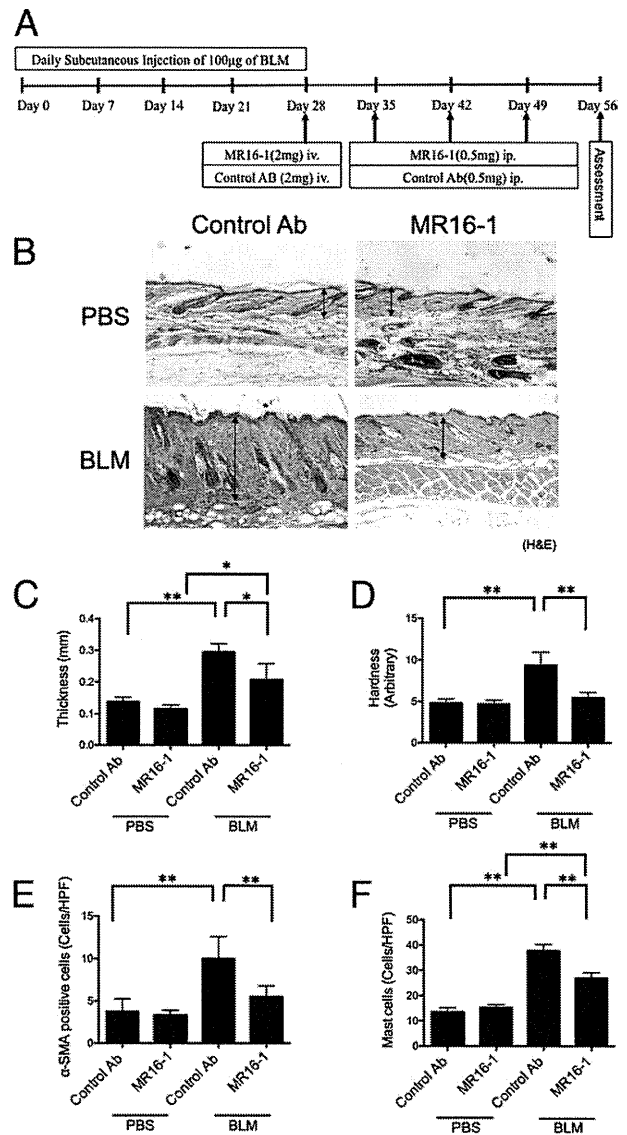 A
Daily Subcutanous Injection of 100μg of BLM
Day 0 Day 7 Day 14 Day 21 Day 28 Day 35 Day 42 Day 49 Day 56
MR16-1(2mg) iv.
Control AB (2mg) iv.
MR16-1(0.5mg) ip.
Control Ab(0.5mg) ip.
Assessment
B
Control Ab MR16-1
PBS
BLM
(H&E)
C
** * *
Thickness (mm)
0.4
0.3
0.2
0.1
0.0
Control Ab MR16-1 Control Ab MR16-1
PBS BLM
D
** **
Hardness
(Arbitrary)
15
10
5
0
Control Ab MR16-1 Control Ab MR16-1
PBS BLM
E
** **
α-SMA positive cells (Cells/HPF)
15
10
5
0
Control Ab MR16-1 Control Ab MR16-1
PBS BLM
F
** ** **
Mast cells (Cells/HPF)
50
40
30
20
10
0
Control Ab MR16-1 Control Ab MR16-1
PBS BLM